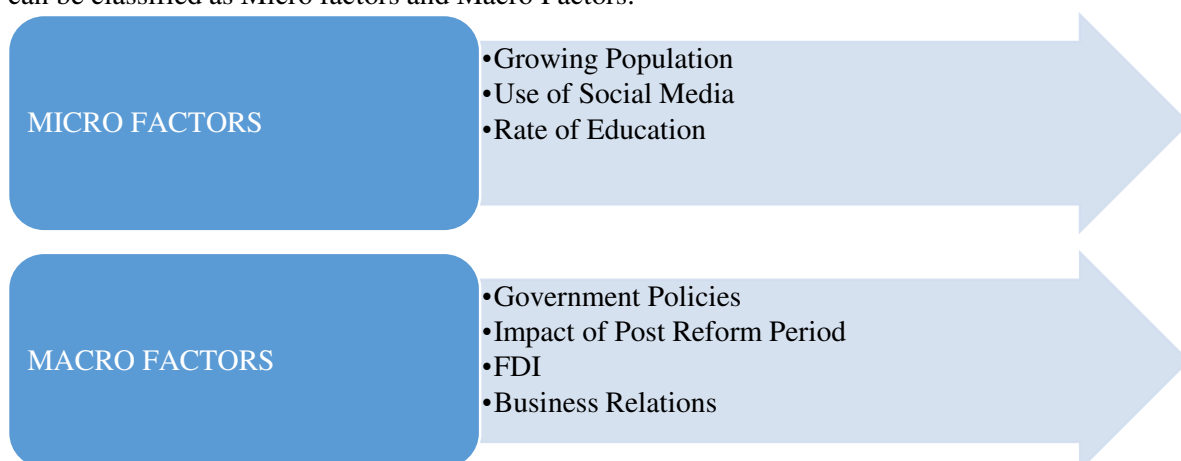 can be classified as Micro factors and Macro Factors.
MICRO FACTORS
•Growing Population
•Use of Social Media
•Rate of Education
MACRO FACTORS
•Government Policies
•Impact of Post Reform Period
•FDI
•Business Relations